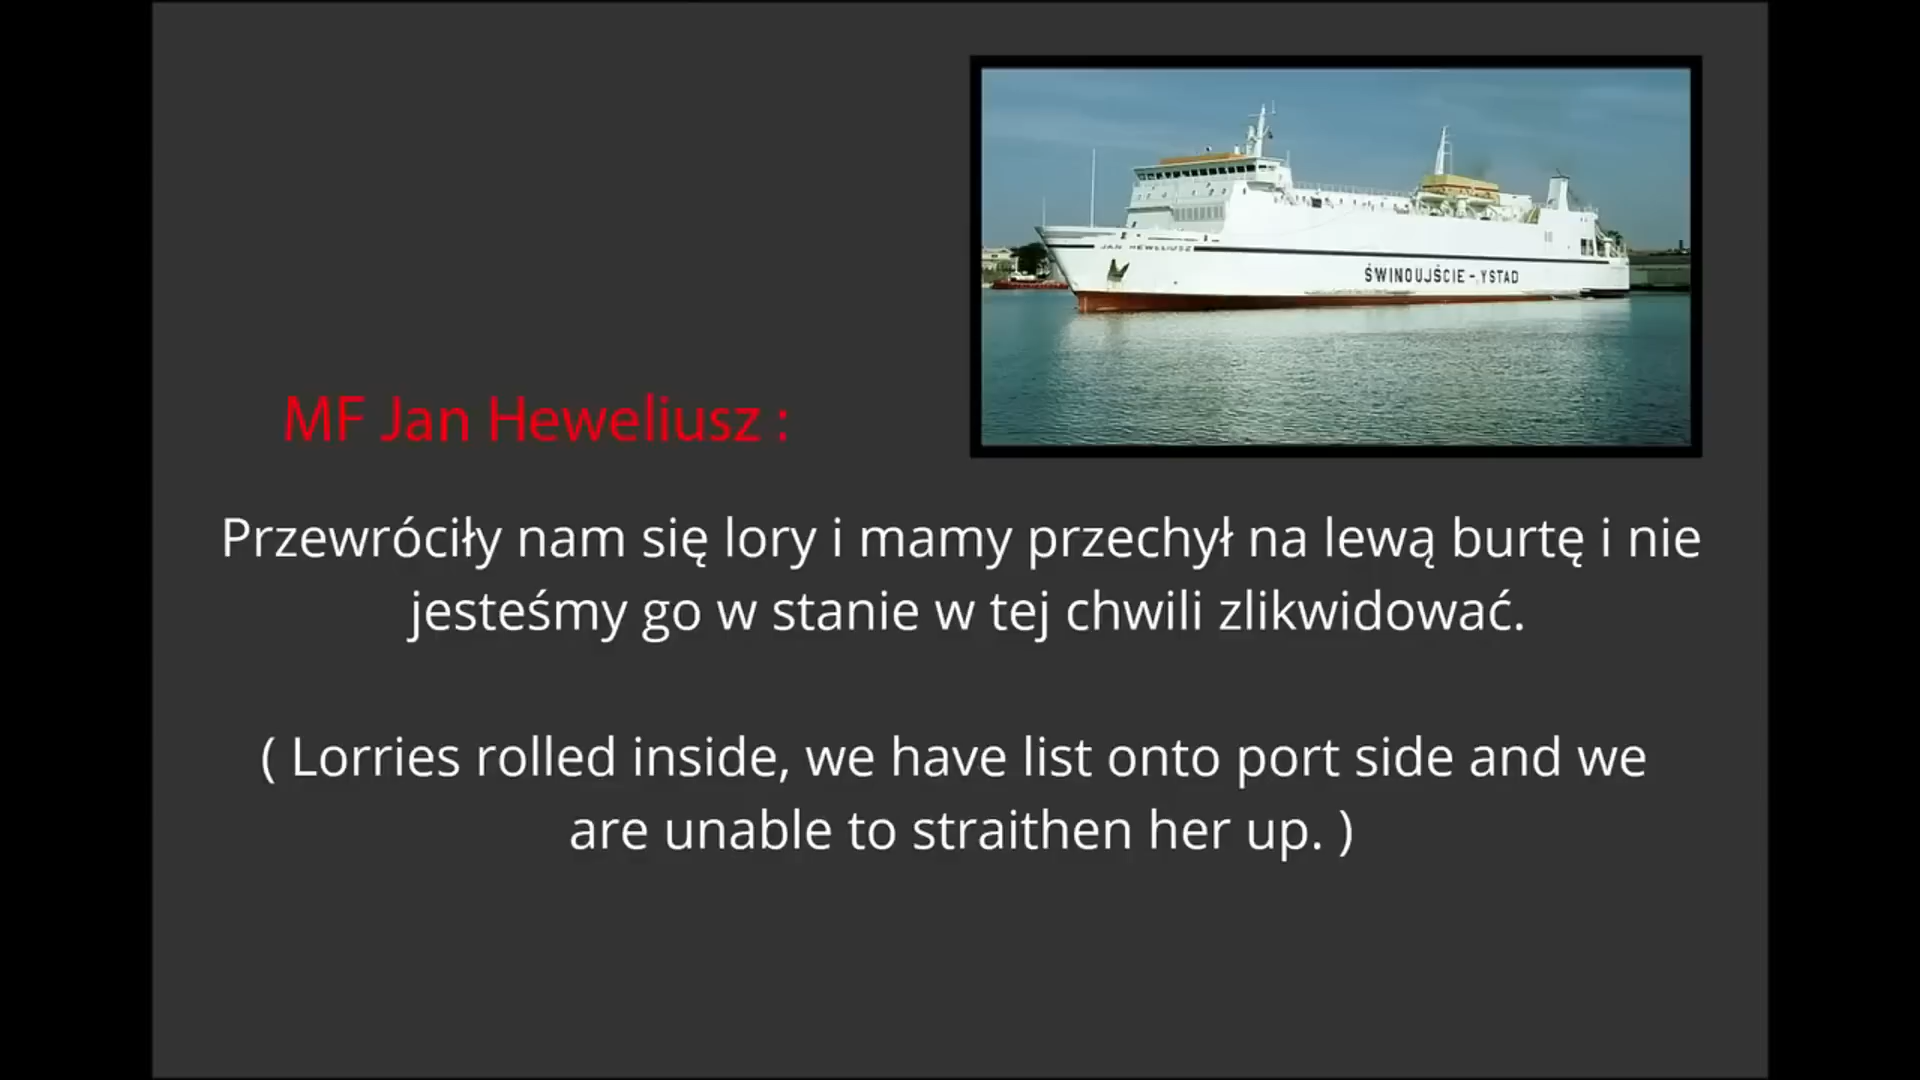 JAN HEWELIUSZ
ŚWINOUJŚCIE - YSTAD
MF Jan Heweliusz :
Przewróciły nam się lory i mamy przechył na lewą burtę i nie
jesteśmy go w stanie w tej chwili zlikwidować.
( Lorries rolled inside, we have list onto port side and we
are unable to straithen her up. )